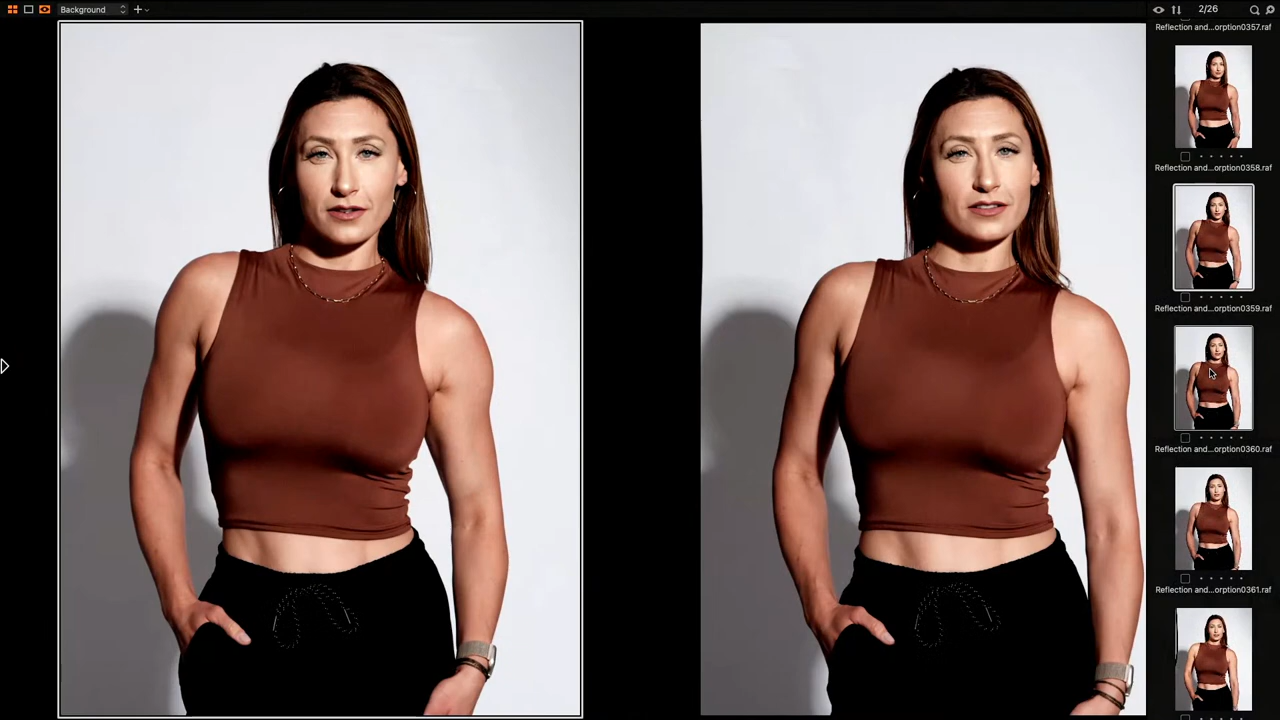 Background
2/26
Reflection and...orption0357.raf
Reflection and...orption0358.raf
Reflection and...orption0359.raf
Reflection and...orption0360.raf
Reflection and...orption0361.raf